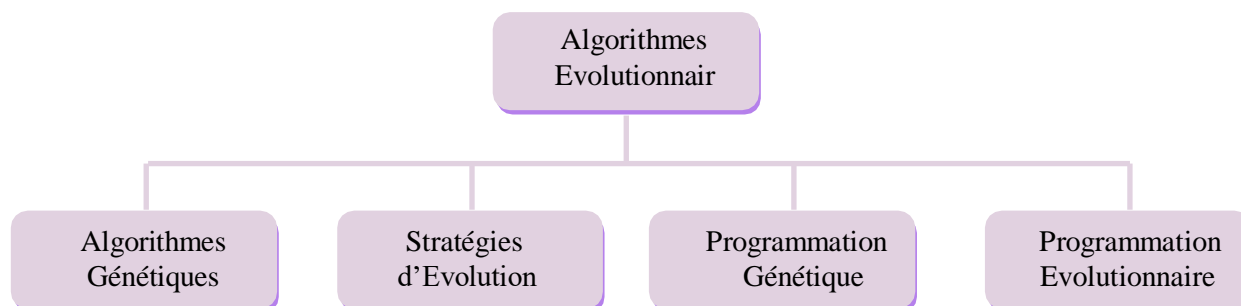 Algorithmes
Evolutionnair
Algorithmes
Génétiques
Stratégies
d’Evolution
Programmation
Génétique
Programmation
Evolutionnaire